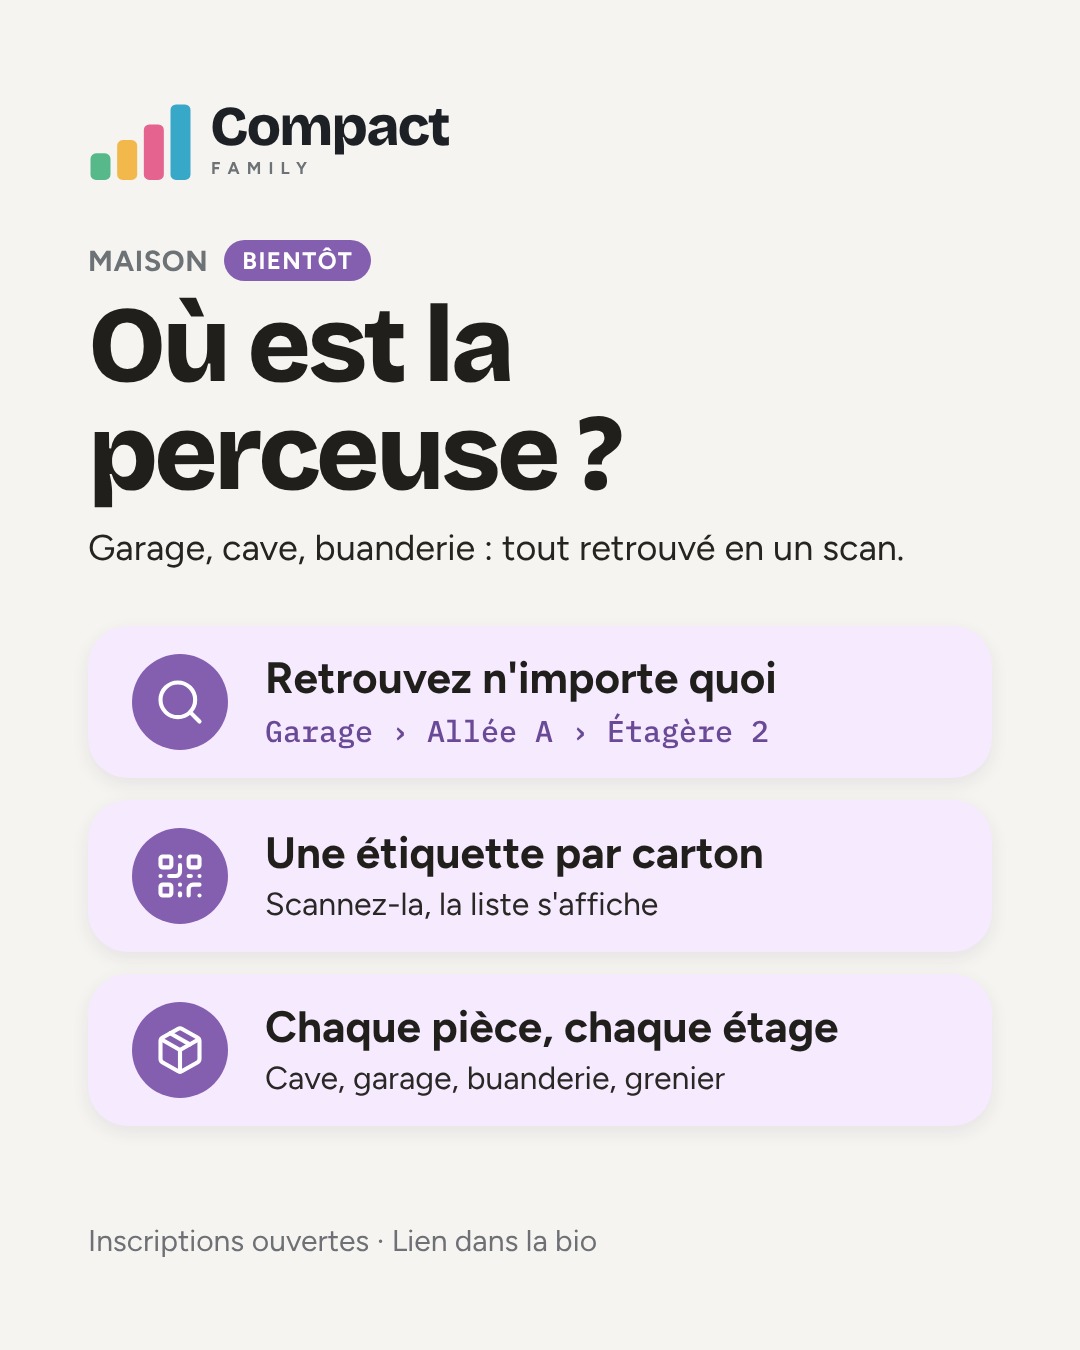 Compact
FAMILY
MAISON BIENTÔT
Où est la
perceuse ?
Garage, cave, buanderie : tout retrouvé en un scan.
Retrouvez n'importe quoi
Garage › Allée A › Étagère 2
Une étiquette par carton
Scannez-la, la liste s'affiche
Chaque pièce, chaque étage
Cave, garage, buanderie, grenier
Inscriptions ouvertes · Lien dans la bio